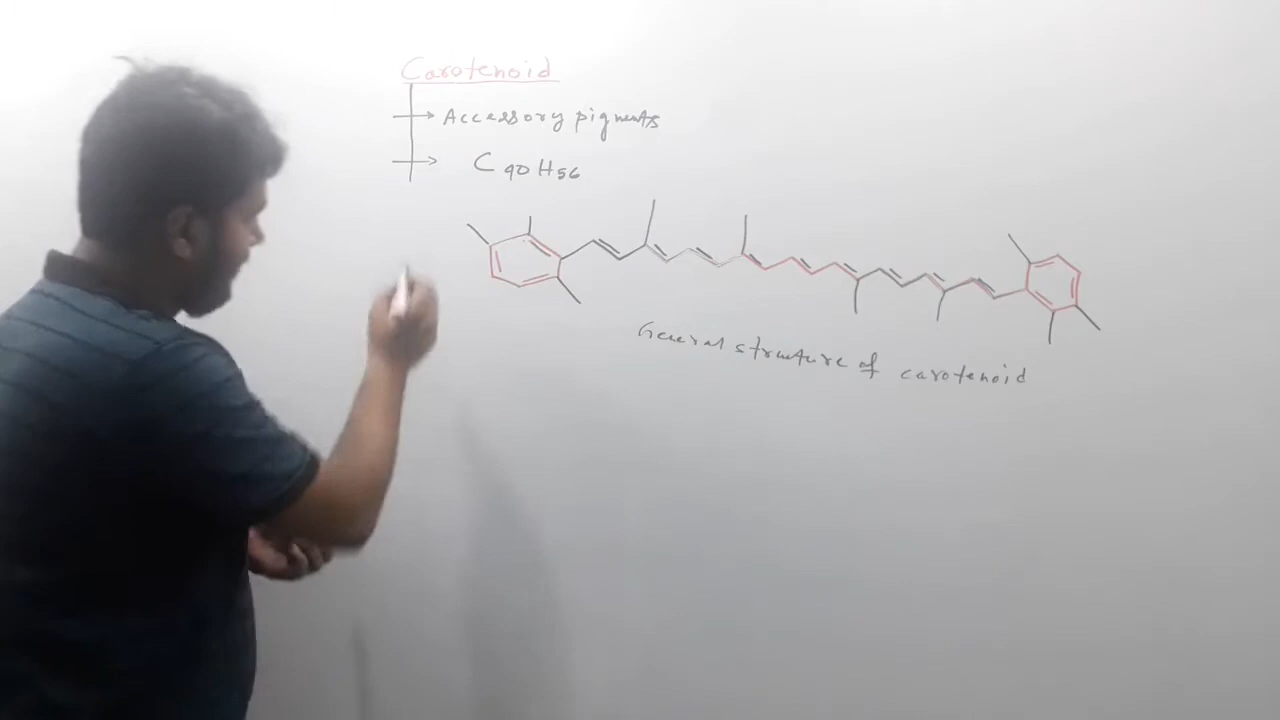 Carotenoid
Accessory pigments
C40H56
General structure of carotenoid